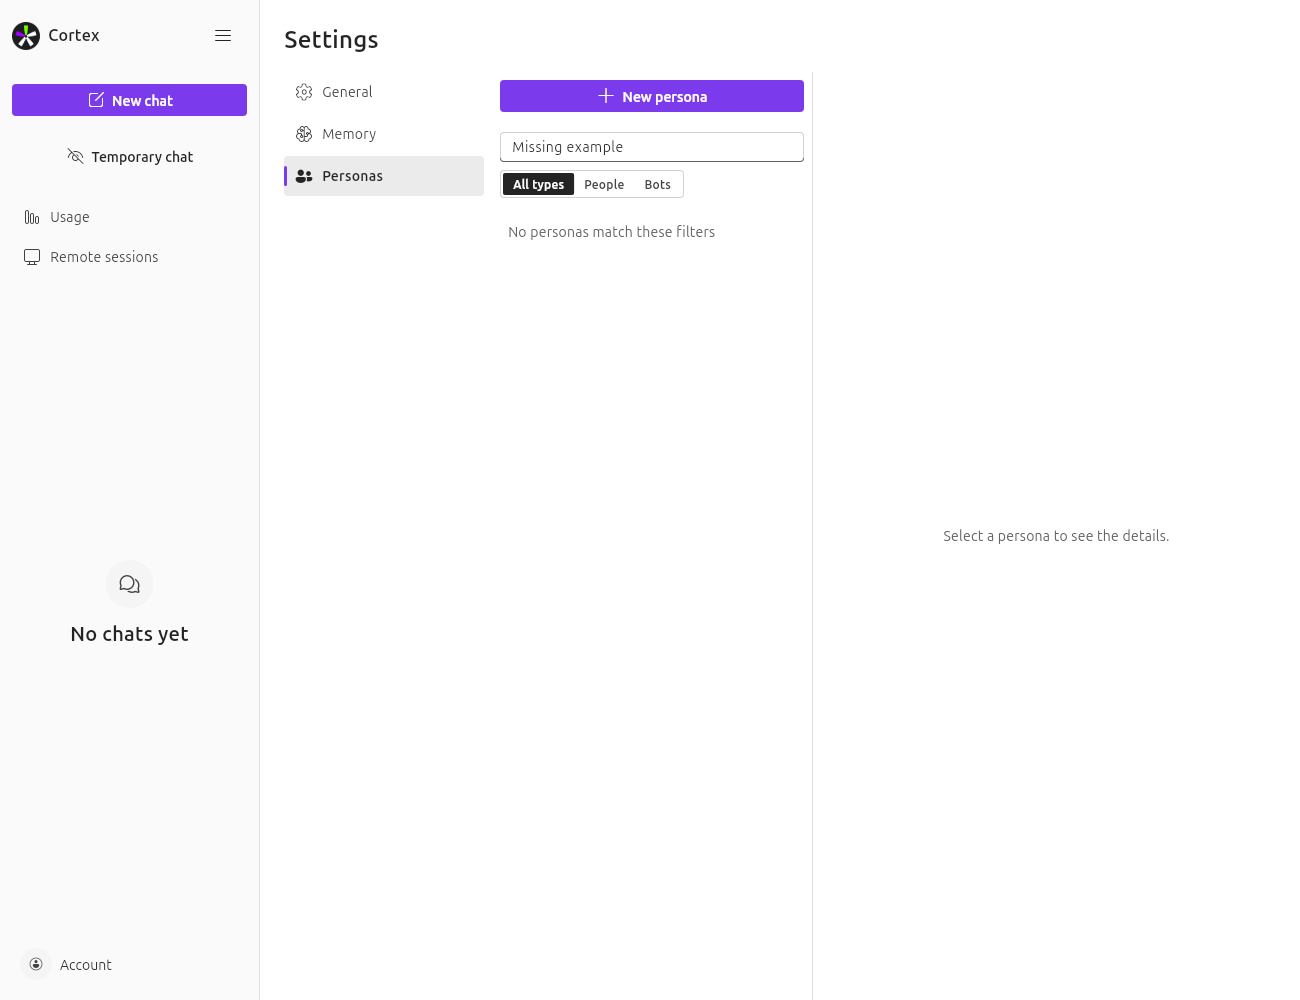 Cortex
New chat
Temporary chat
Usage
Remote sessions
No chats yet
Account
Settings
General
Memory
Personas
New persona
Missing example
All types
People
Bots
No personas match these filters
Select a persona to see the details.